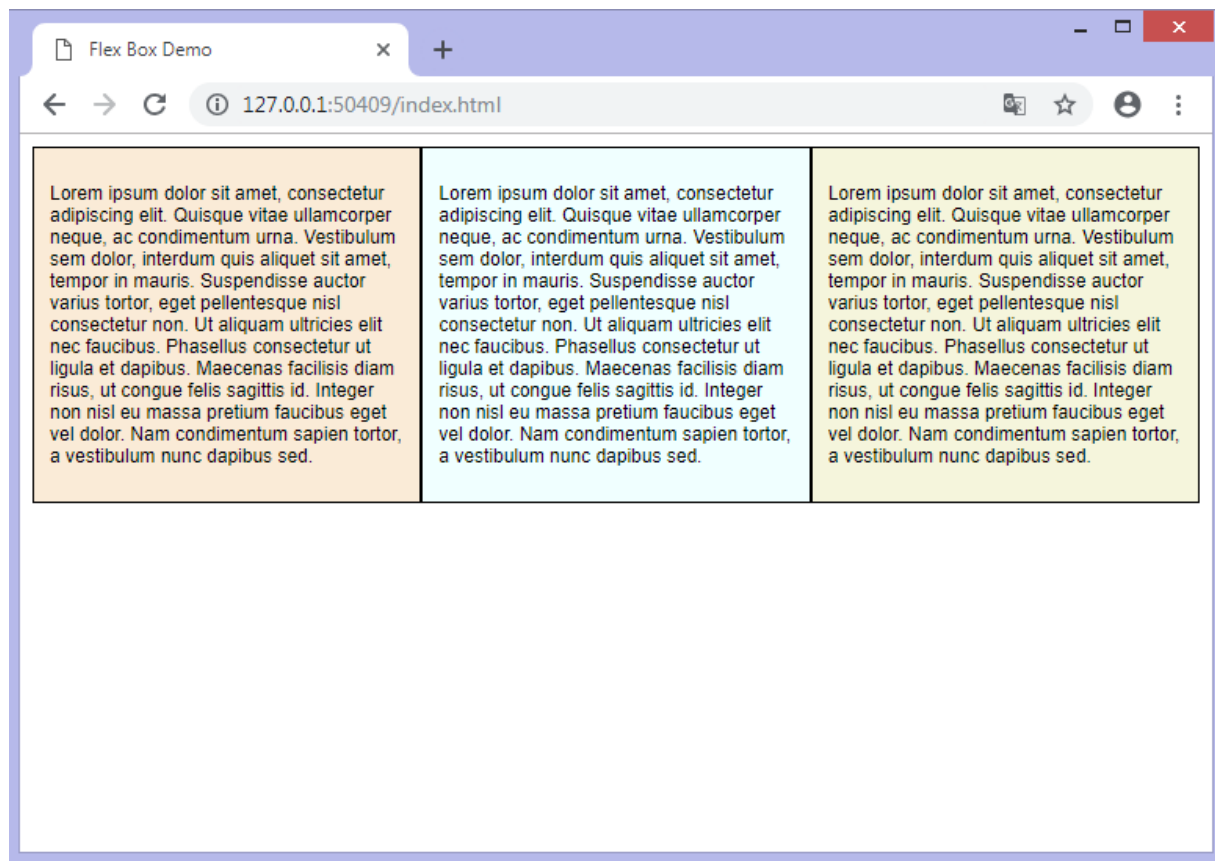 Flex Box Demo
127.0.0.1:50409/index.html
Lorem ipsum dolor sit amet, consectetur
adipiscing elit. Quisque vitae ullamcorper
neque, ac condimentum urna. Vestibulum
sem dolor, interdum quis aliquet sit amet,
tempor in mauris. Suspendisse auctor
varius tortor, eget pellentesque nisl
consectetur non. Ut aliquam ultricies elit
nec faucibus. Phasellus consectetur ut
ligula et dapibus. Maecenas facilisis diam
risus, ut congue felis sagittis id. Integer
non nisl eu massa pretium faucibus eget
vel dolor. Nam condimentum sapien tortor,
a vestibulum nunc dapibus sed.
Lorem ipsum dolor sit amet, consectetur
adipiscing elit. Quisque vitae ullamcorper
neque, ac condimentum urna. Vestibulum
sem dolor, interdum quis aliquet sit amet,
tempor in mauris. Suspendisse auctor
varius tortor, eget pellentesque nisl
consectetur non. Ut aliquam ultricies elit
nec faucibus. Phasellus consectetur ut
ligula et dapibus. Maecenas facilisis diam
risus, ut congue felis sagittis id. Integer
non nisl eu massa pretium faucibus eget
vel dolor. Nam condimentum sapien tortor,
a vestibulum nunc dapibus sed.
Lorem ipsum dolor sit amet, consectetur
adipiscing elit. Quisque vitae ullamcorper
neque, ac condimentum urna. Vestibulum
sem dolor, interdum quis aliquet sit amet,
tempor in mauris. Suspendisse auctor
varius tortor, eget pellentesque nisl
consectetur non. Ut aliquam ultricies elit
nec faucibus. Phasellus consectetur ut
ligula et dapibus. Maecenas facilisis diam
risus, ut congue felis sagittis id. Integer
non nisl eu massa pretium faucibus eget
vel dolor. Nam condimentum sapien tortor,
a vestibulum nunc dapibus sed.